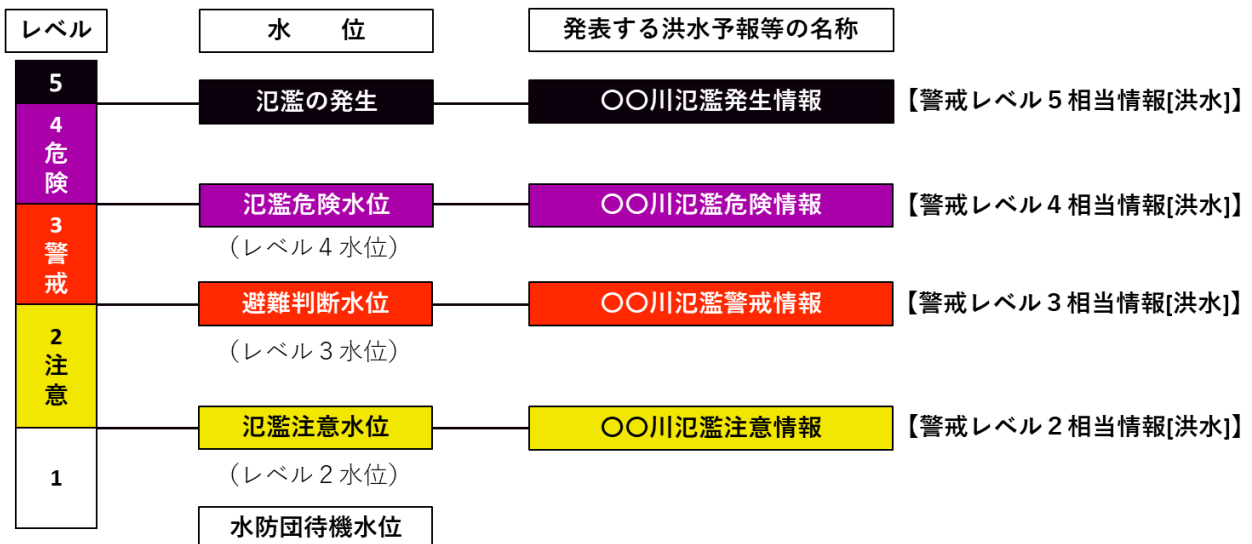 レベル
水 位
発表する洪水予報等の名称
5
氾濫の発生
〇〇川氾濫発生情報
【警戒レベル５相当情報[洪水]】
4
危
険
氾濫危険水位
〇〇川氾濫危険情報
【警戒レベル４相当情報[洪水]】
（レベル４水位）
3
警
戒
避難判断水位
〇〇川氾濫警戒情報
【警戒レベル３相当情報[洪水]】
（レベル３水位）
2
注
意
氾濫注意水位
〇〇川氾濫注意情報
【警戒レベル２相当情報[洪水]】
（レベル２水位）
1
水防団待機水位